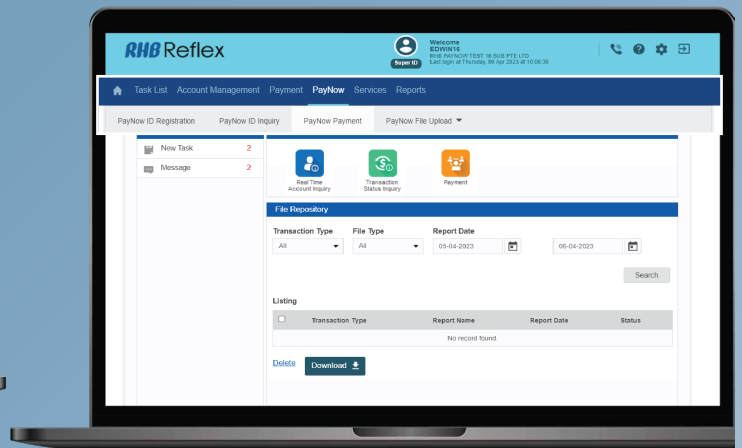 RHB Reflex
Super ID
Welcome
EDWIN16
RHB PAYNOW TEST 16 SUB PTE LTD
Last login at Thursday, 06 Apr 2023 at 10:06:36
Task List Account Management Payment PayNow Services Reports
PayNow ID Registration PayNow ID Inquiry PayNow Payment PayNow File Upload
New Task 2
Message 2
Real Time
Account Inquiry
Transaction
Status Inquiry
Payment
File Repository
Transaction Type File Type Report Date
All All 05-04-2023 06-04-2023
Search
Listing
Transaction Type Report Name Report Date Status
No record found.
Delete Download